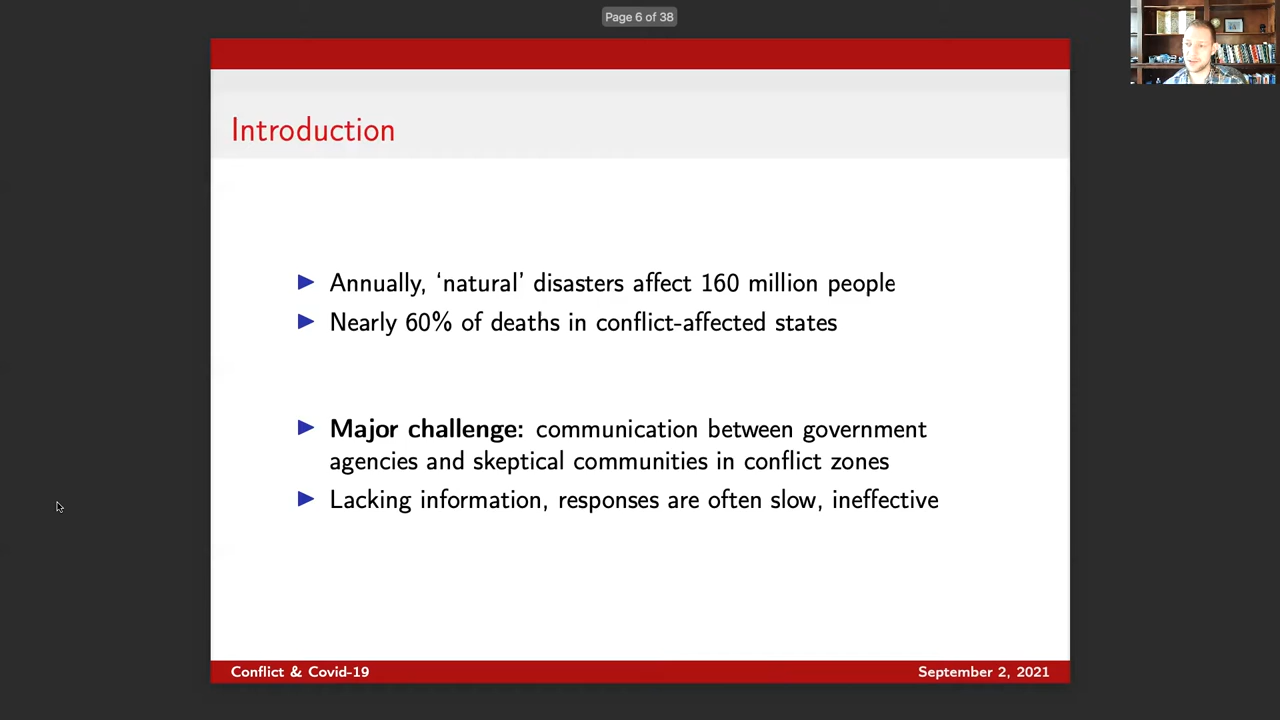 Page 6 of 38
Introduction
Annually, ‘natural’ disasters affect 160 million people
Nearly 60% of deaths in conflict-affected states
Major challenge: communication between government
agencies and skeptical communities in conflict zones
Lacking information, responses are often slow, ineffective
Conflict & Covid-19
September 2, 2021